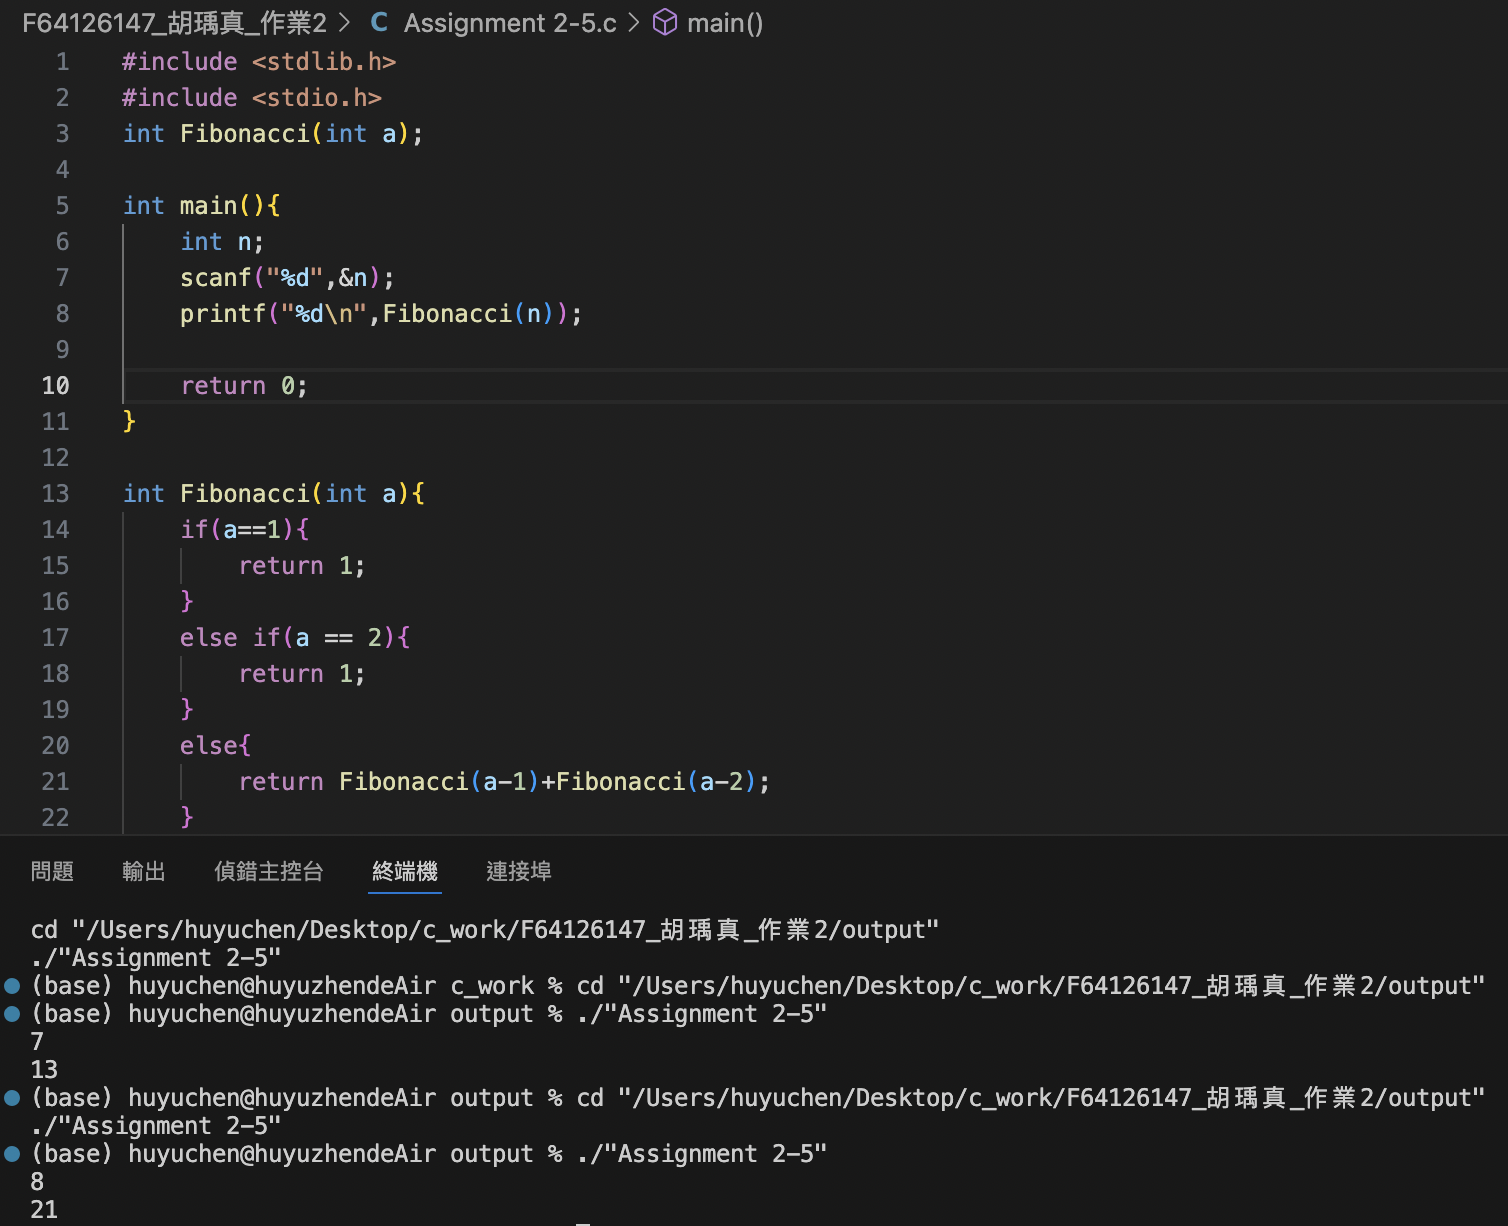 F64126147_胡瑀真_作業2 > C Assignment 2-5.c > main()
1 #include <stdlib.h>
2 #include <stdio.h>
3 int Fibonacci(int a);
4
5 int main(){
6     int n;
7     scanf("%d",&n);
8     printf("%d\n",Fibonacci(n));
9
10     return 0;
11 }
12
13 int Fibonacci(int a){
14     if(a==1){
15         return 1;
16     }
17     else if(a == 2){
18         return 1;
19     }
20     else{
21         return Fibonacci(a-1)+Fibonacci(a-2);
22     }
問題 輸出 偵錯主控台 終端機 連接埠
cd "/Users/huyuchen/Desktop/c_work/F64126147_胡瑀真_作業2/output"
./"Assignment 2-5"
(base) huyuchen@huyuzhendeAir c_work % cd "/Users/huyuchen/Desktop/c_work/F64126147_胡瑀真_作業2/output"
(base) huyuchen@huyuzhendeAir output % ./"Assignment 2-5"
7
13
(base) huyuchen@huyuzhendeAir output % cd "/Users/huyuchen/Desktop/c_work/F64126147_胡瑀真_作業2/output"
./"Assignment 2-5"
(base) huyuchen@huyuzhendeAir output % ./"Assignment 2-5"
8
21